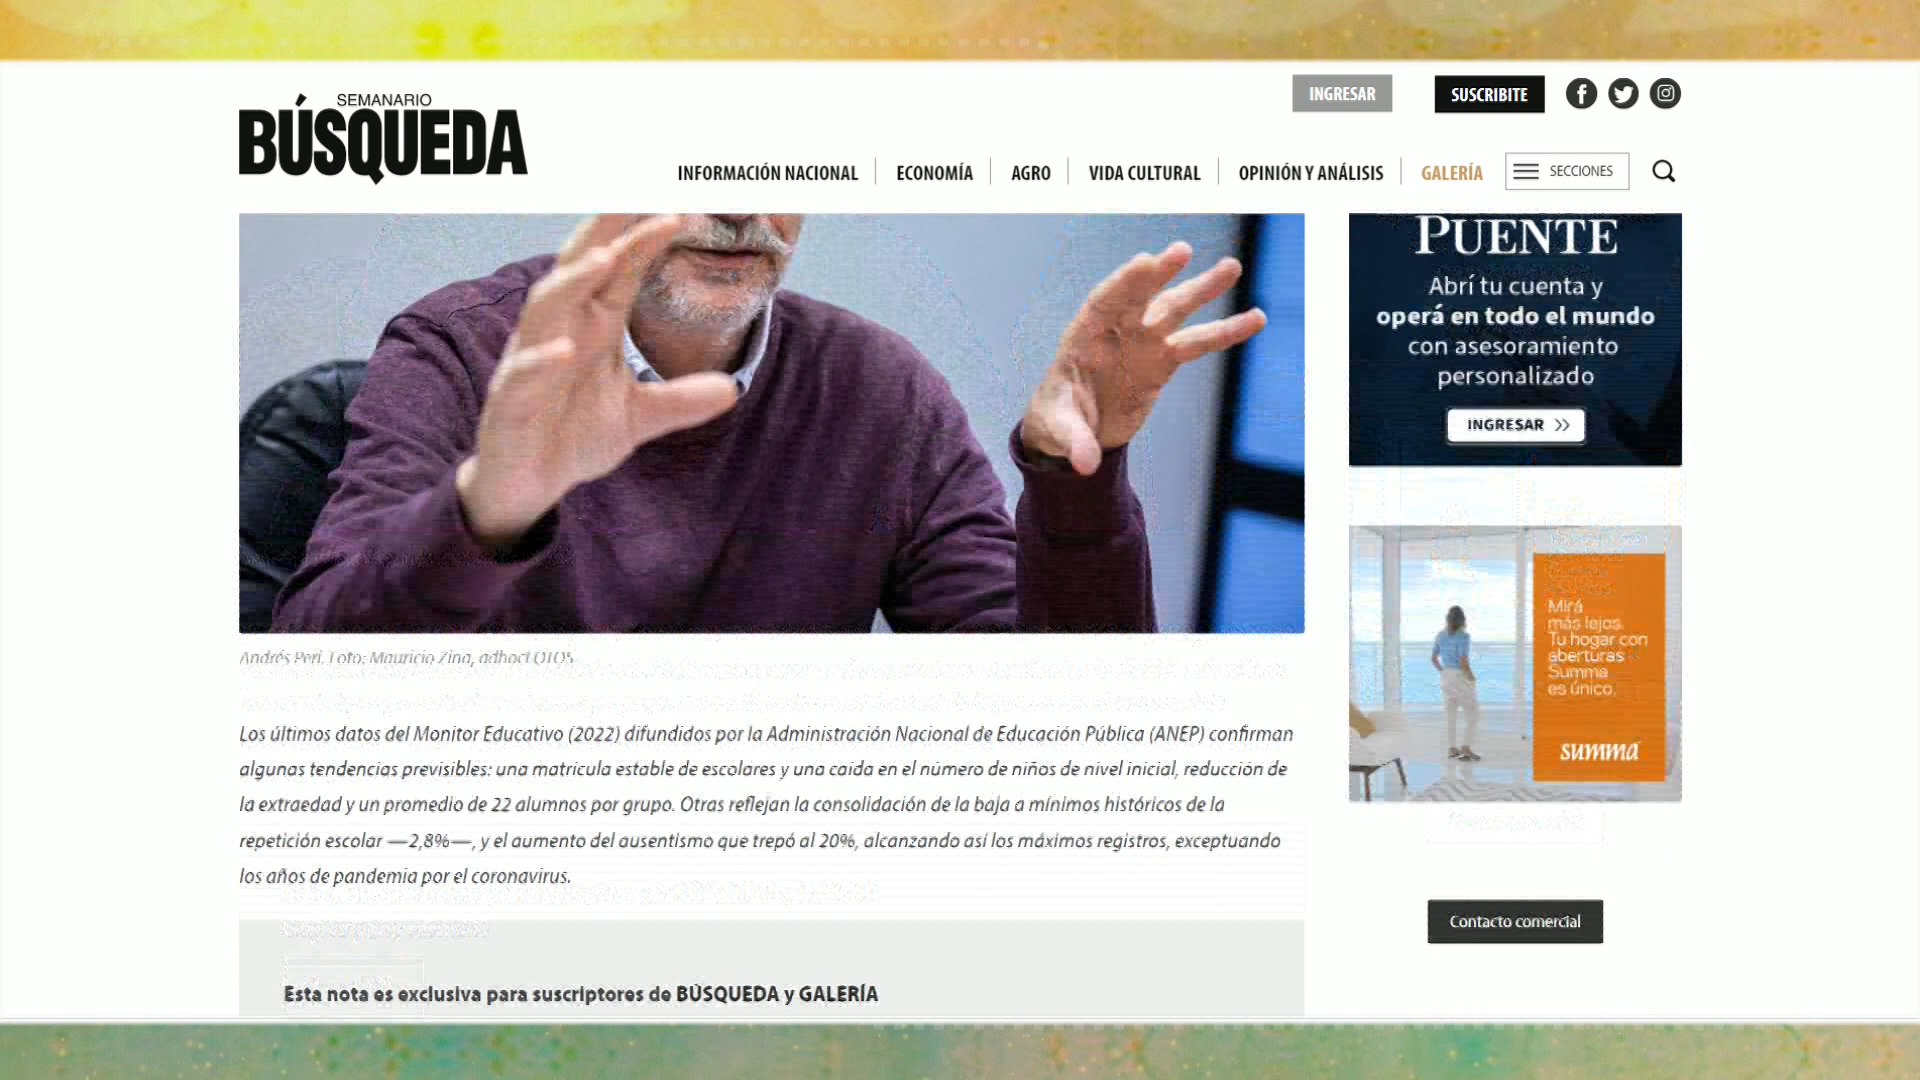 SEMANARIO
BÚSQUEDA
INGRESAR
SUSCRIBITE
INFORMACIÓN NACIONAL
ECONOMÍA
AGRO
VIDA CULTURAL
OPINIÓN Y ANÁLISIS
GALERÍA
SECCIONES
PUENTE
Abrí tu cuenta y
operá en todo el mundo
con asesoramiento
personalizado
INGRESAR >>
Mirá
más lejos.
Tu hogar con
aberturas
Summa
es único.
summa
Andrés Peri. Foto: Mauricio Zina, adhocFOTOS
Los últimos datos del Monitor Educativo (2022) difundidos por la Administración Nacional de Educación Pública (ANEP) confirman
algunas tendencias previsibles: una matrícula estable de escolares y una caída en el número de niños de nivel inicial, reducción de
la extraedad y un promedio de 22 alumnos por grupo. Otras reflejan la consolidación de la baja a mínimos históricos de la
repetición escolar —2,8%—, y el aumento del ausentismo que trepó al 20%, alcanzando así los máximos registros, exceptuando
los años de pandemia por el coronavirus.
Contacto comercial
Esta nota es exclusiva para suscriptores de BÚSQUEDA y GALERÍA